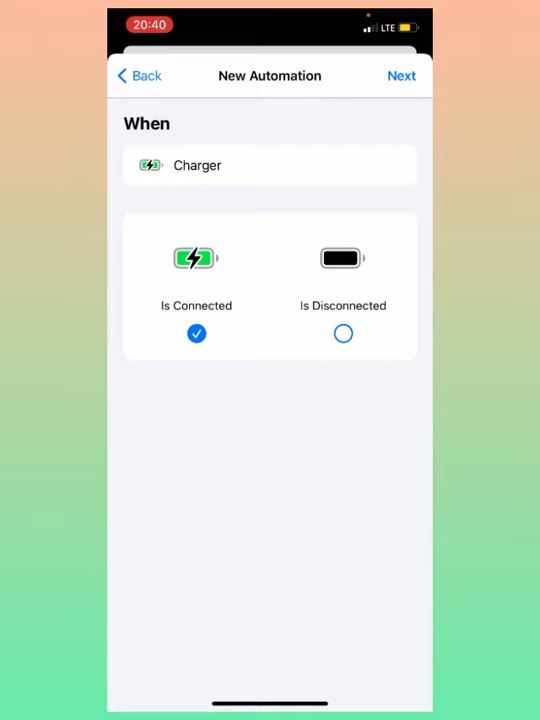 20:40
LTE
Back
New Automation
Next
When
Charger
Is Connected
Is Disconnected